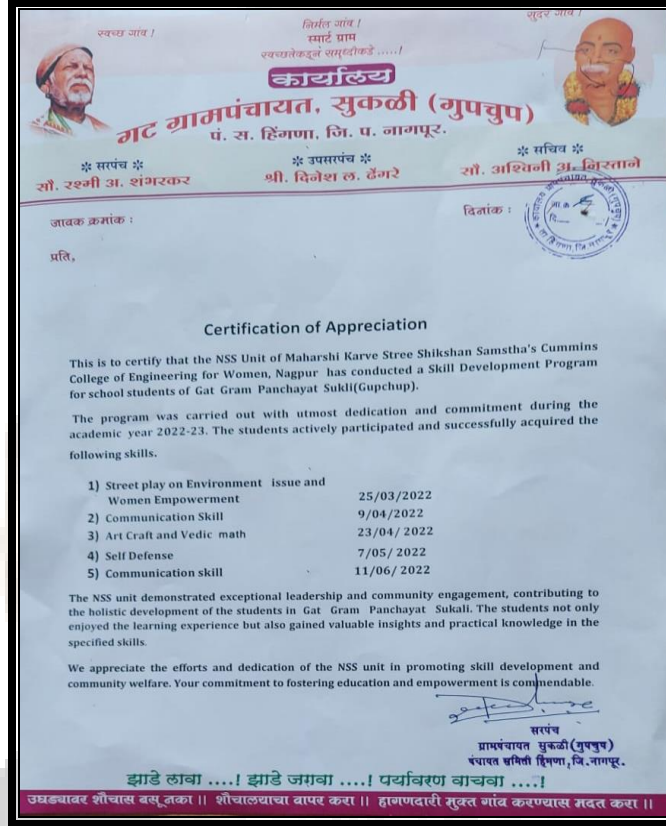 स्वच्छ गांव !
निर्मल गांव !
सुंदर गांव !
स्मार्ट ग्राम
स्वच्छतेकडून समृध्दीकडे .....!
कार्यालय
गट ग्रामपंचायत, सुकळी (गुपचुप)
पं. स. हिंगणा, जि. प. नागपूर.
❊ सरपंच ❊
❊ उपसरपंच ❊
❊ सचिव ❊
सौ. रश्मी अ. शंगरकर
श्री. दिनेश ल. ढेंगरे
सौ. अश्विनी अ. निस्ताने
जावक क्रमांक :
दिनांक :
प्रति,
Certification of Appreciation
This is to certify that the NSS Unit of Maharshi Karve Stree Shikshan Samstha's Cummins
College of Engineering for Women, Nagpur has conducted a Skill Development Program
for school students of Gat Gram Panchayat Sukli(Gupchup).
The program was carried out with utmost dedication and commitment during the
academic year 2022-23. The students actively participated and successfully acquired the
following skills.
1) Street play on Environment issue and
Women Empowerment 25/03/2022
2) Communication Skill 9/04/2022
3) Art Craft and Vedic math 23/04/ 2022
4) Self Defense 7/05/ 2022
5) Communication skill 11/06/ 2022
The NSS unit demonstrated exceptional leadership and community engagement, contributing to
the holistic development of the students in Gat Gram Panchayat Sukali. The students not only
enjoyed the learning experience but also gained valuable insights and practical knowledge in the
specified skills.
We appreciate the efforts and dedication of the NSS unit in promoting skill development and
community welfare. Your commitment to fostering education and empowerment is commendable.
सरपंच
ग्रामपंचायत सुकळी(गुपचुप)
पंचायत समिती हिंगणा, जि.नागपूर.
झाडे लावा ....! झाडे जगवा ....! पर्यावरण वाचवा ....!
उघड्यावर शौचास बसू नका || शौचालयाचा वापर करा || हागणदारी मुक्त गांव करण्यास मदत करा ||